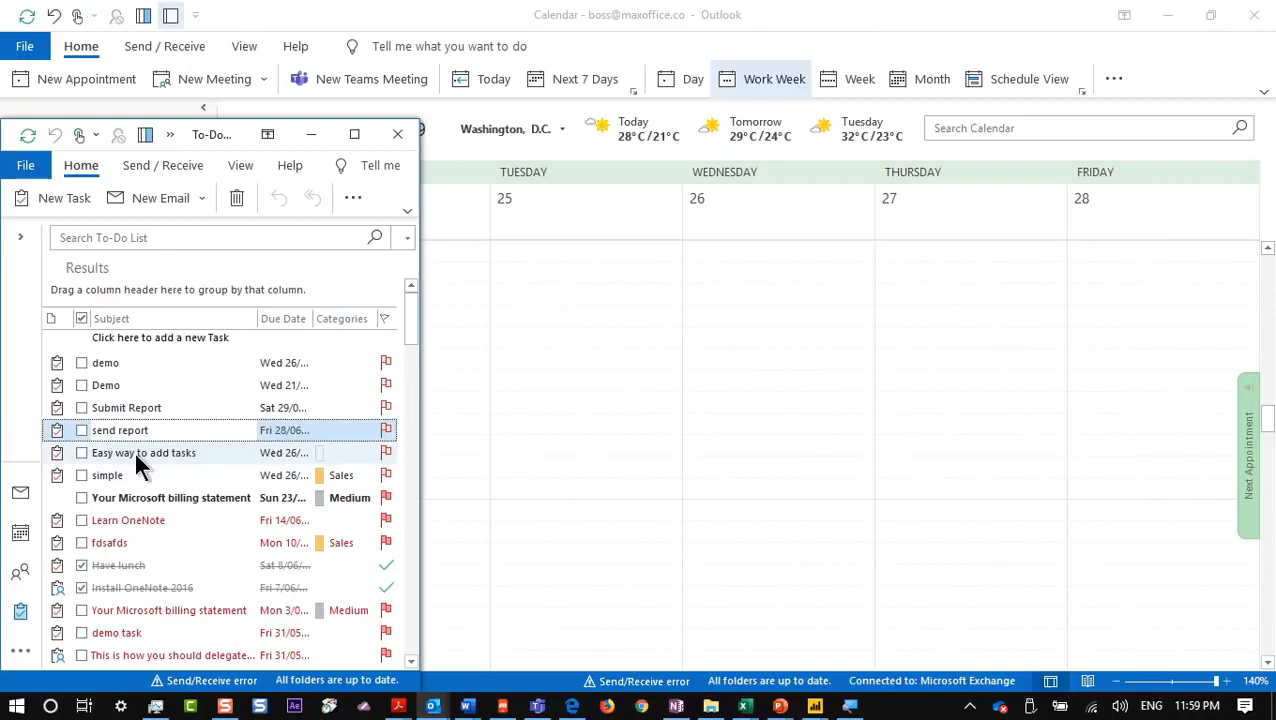 Calendar - boss@maxoffice.co - Outlook
File Home Send / Receive View Help Tell me what you want to do
New Appointment New Meeting New Teams Meeting Today Next 7 Days Day Work Week Week Month Schedule View
To-Do...
9 Washington, D.C. Today 28°C/21°C Tomorrow 29°C/24°C Tuesday 32°C/23°C Search Calendar
File Home Send / Receive View Help Tell me
New Task New Email
TUESDAY WEDNESDAY THURSDAY FRIDAY
25 26 27 28
Search To-Do List
Results
Drag a column header here to group by that column.
Subject Due Date Categories
Click here to add a new Task
demo Wed 26/...
Demo Wed 21/...
Submit Report Sat 29/0...
send report Fri 28/06...
Easy way to add tasks Wed 26/...
simple Wed 26/... Sales
Your Microsoft billing statement Sun 23/... Medium
Learn OneNote Fri 14/06...
fdsafds Mon 10/... Sales
Have lunch Sat 8/06/...
Install OneNote 2016 Fri 7/06/...
Your Microsoft billing statement Mon 3/0... Medium
demo task Fri 31/05...
This is how you should delegate... Fri 31/05...
Next Appointment
Send/Receive error All folders are up to date.
Send/Receive error All folders are up to date. Connected to: Microsoft Exchange 140%
ENG 11:59 PM